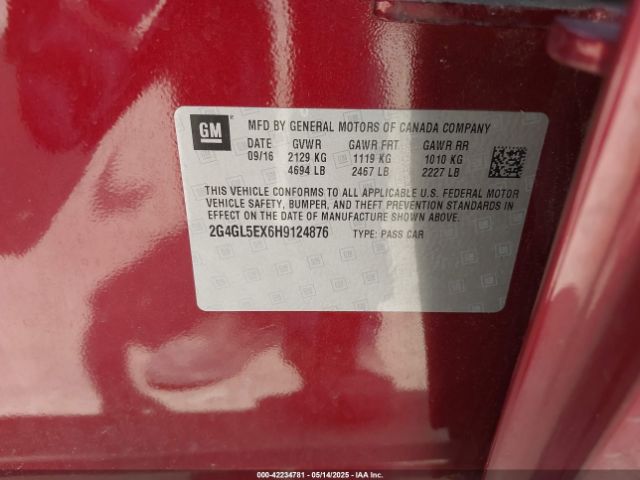 GM
MFD BY GENERAL MOTORS OF CANADA COMPANY
DATE GVWR GAWR FRT GAWR RR
09/16 2129 KG 1119 KG 1010 KG
4694 LB 2467 LB 2227 LB
THIS VEHICLE CONFORMS TO ALL APPLICABLE U.S. FEDERAL MOTOR
VEHICLE SAFETY, BUMPER, AND THEFT PREVENTION STANDARDS IN
EFFECT ON THE DATE OF MANUFACTURE SHOWN ABOVE.
2G4GL5EX6H9124876 TYPE: PASS CAR
000-42234781 - 05/14/2025 - IAA Inc.